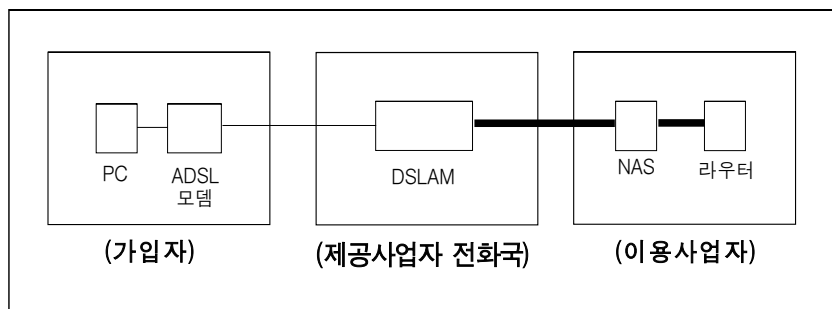 PC
ADSL
모뎀
DSLAM
NAS
라우터
(가입자)
(제공사업자 전화국)
(이용사업자)